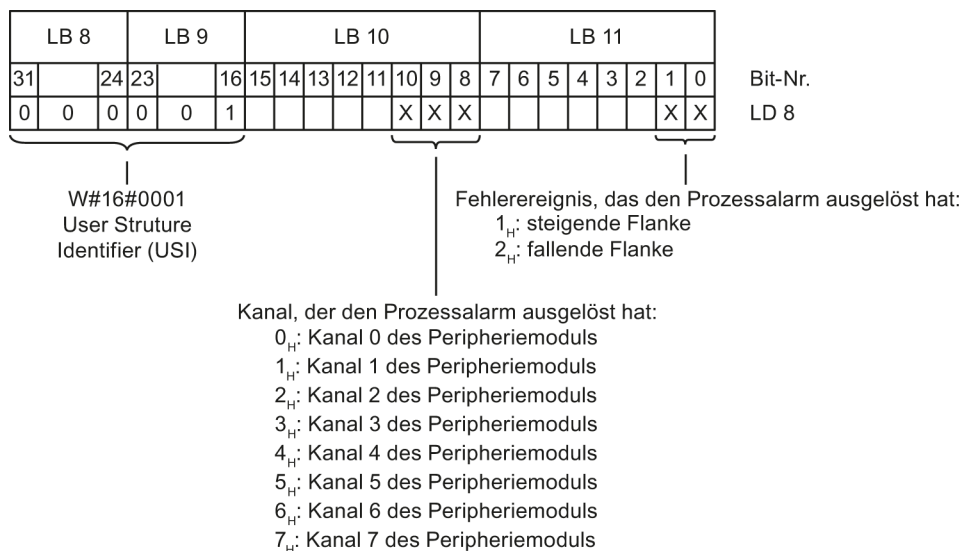 LB 8 LB 9 LB 10 LB 11
31 24 23 16 15 14 13 12 11 10 9 8 7 6 5 4 3 2 1 0 Bit-Nr.
0 0 0 0 0 1 X X X X X LD 8
W#16#0001
User Struture
Identifier (USI)
Fehlerereignis, das den Prozessalarm ausgelöst hat:
1H: steigende Flanke
2H: fallende Flanke
Kanal, der den Prozessalarm ausgelöst hat:
0H: Kanal 0 des Peripheriemoduls
1H: Kanal 1 des Peripheriemoduls
2H: Kanal 2 des Peripheriemoduls
3H: Kanal 3 des Peripheriemoduls
4H: Kanal 4 des Peripheriemoduls
5H: Kanal 5 des Peripheriemoduls
6H: Kanal 6 des Peripheriemoduls
7H: Kanal 7 des Peripheriemoduls